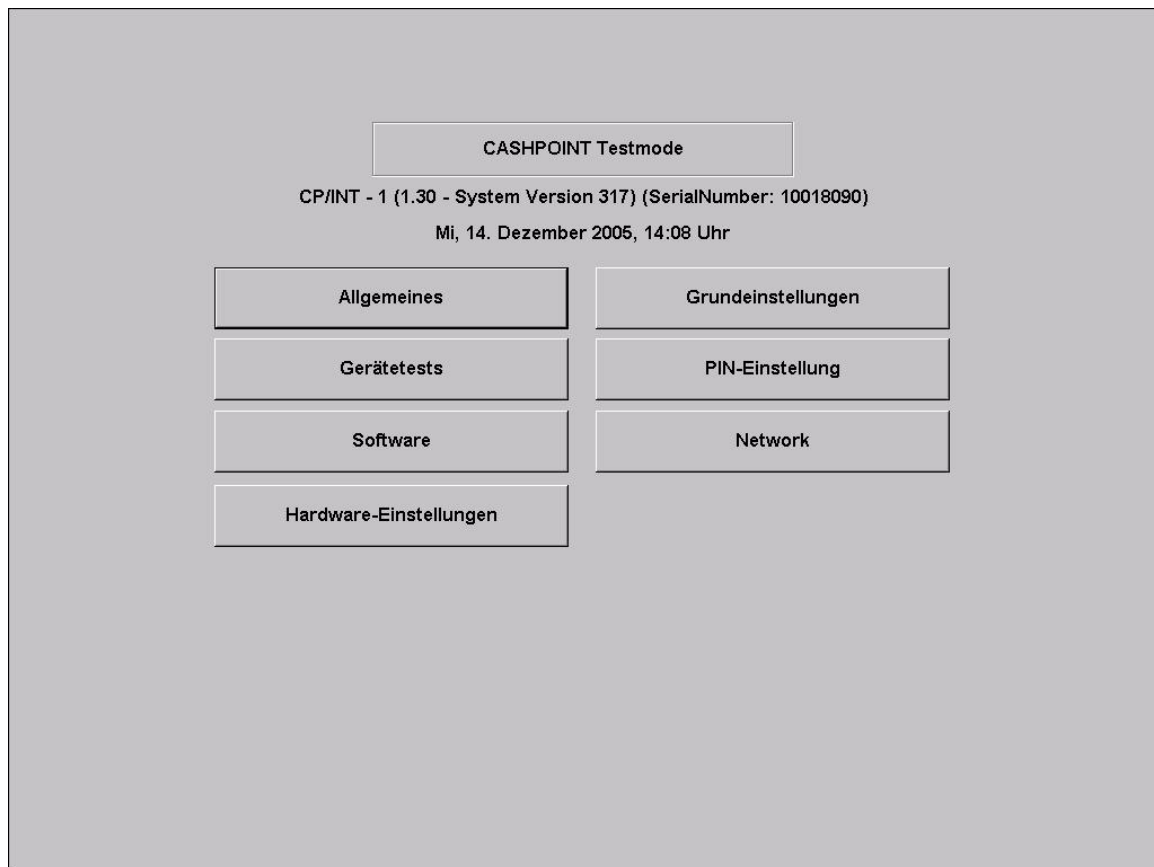 CASHPOINT Testmode
CP/INT - 1 (1.30 - System Version 317) (SerialNumber: 10018090)
Mi, 14. Dezember 2005, 14:08 Uhr
Allgemeines
Grundeinstellungen
Gerätetests
PIN-Einstellung
Software
Network
Hardware-Einstellungen